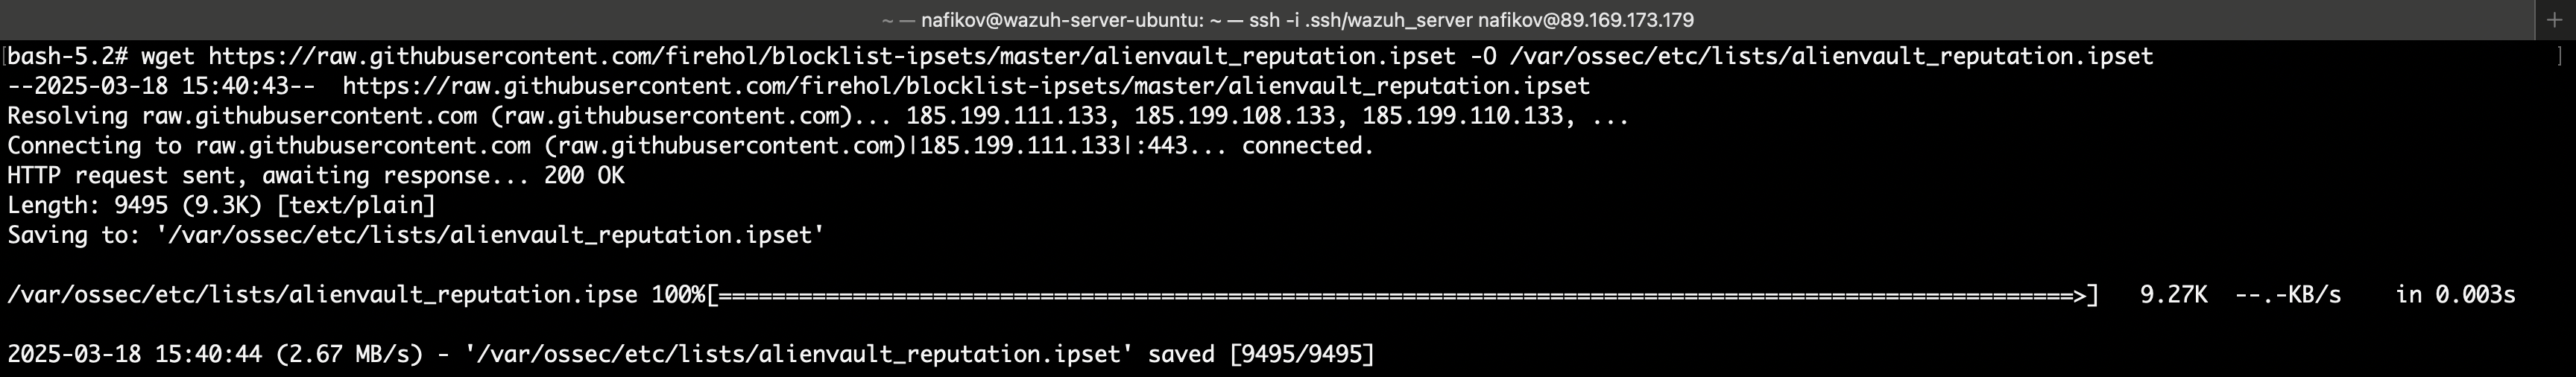 ~ — nafikov@wazuh-server-ubuntu: ~ — ssh -i .ssh/wazuh_server nafikov@89.169.173.179
[bash-5.2# wget https://raw.githubusercontent.com/firehol/blocklist-ipsets/master/alienvault_reputation.ipset -O /var/ossec/etc/lists/alienvault_reputation.ipset ]
--2025-03-18 15:40:43--  https://raw.githubusercontent.com/firehol/blocklist-ipsets/master/alienvault_reputation.ipset
Resolving raw.githubusercontent.com (raw.githubusercontent.com)... 185.199.111.133, 185.199.108.133, 185.199.110.133, ...
Connecting to raw.githubusercontent.com (raw.githubusercontent.com)|185.199.111.133|:443... connected.
HTTP request sent, awaiting response... 200 OK
Length: 9495 (9.3K) [text/plain]
Saving to: '/var/ossec/etc/lists/alienvault_reputation.ipset'
/var/ossec/etc/lists/alienvault_reputation.ipse 100%[=====================================================================================================>]   9.27K  --.-KB/s    in 0.003s
2025-03-18 15:40:44 (2.67 MB/s) - '/var/ossec/etc/lists/alienvault_reputation.ipset' saved [9495/9495]